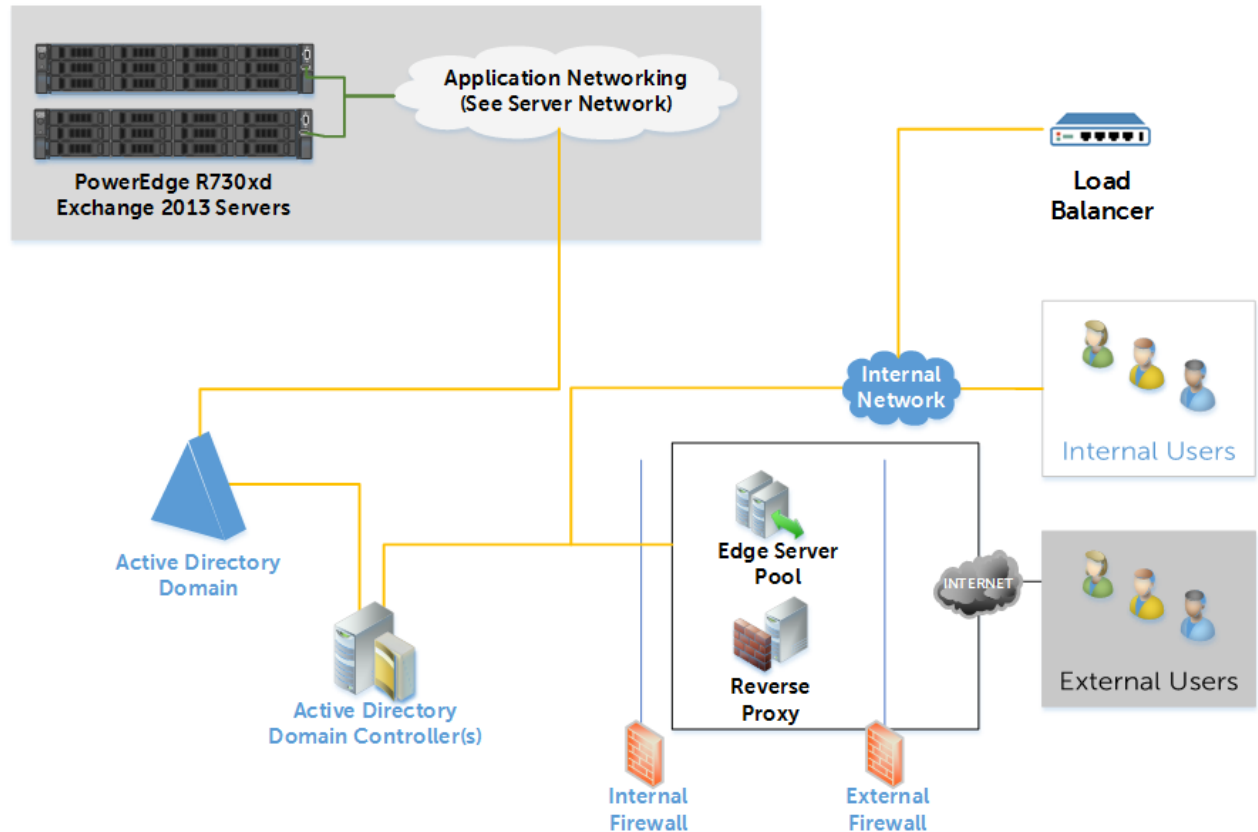 Application Networking
(See Server Network)
PowerEdge R730xd
Exchange 2013 Servers
Load
Balancer
Internal
Network
Internal Users
Active Directory
Domain
Edge Server
Pool
INTERNET
Reverse
Proxy
External Users
Active Directory
Domain Controller(s)
Internal
Firewall
External
Firewall